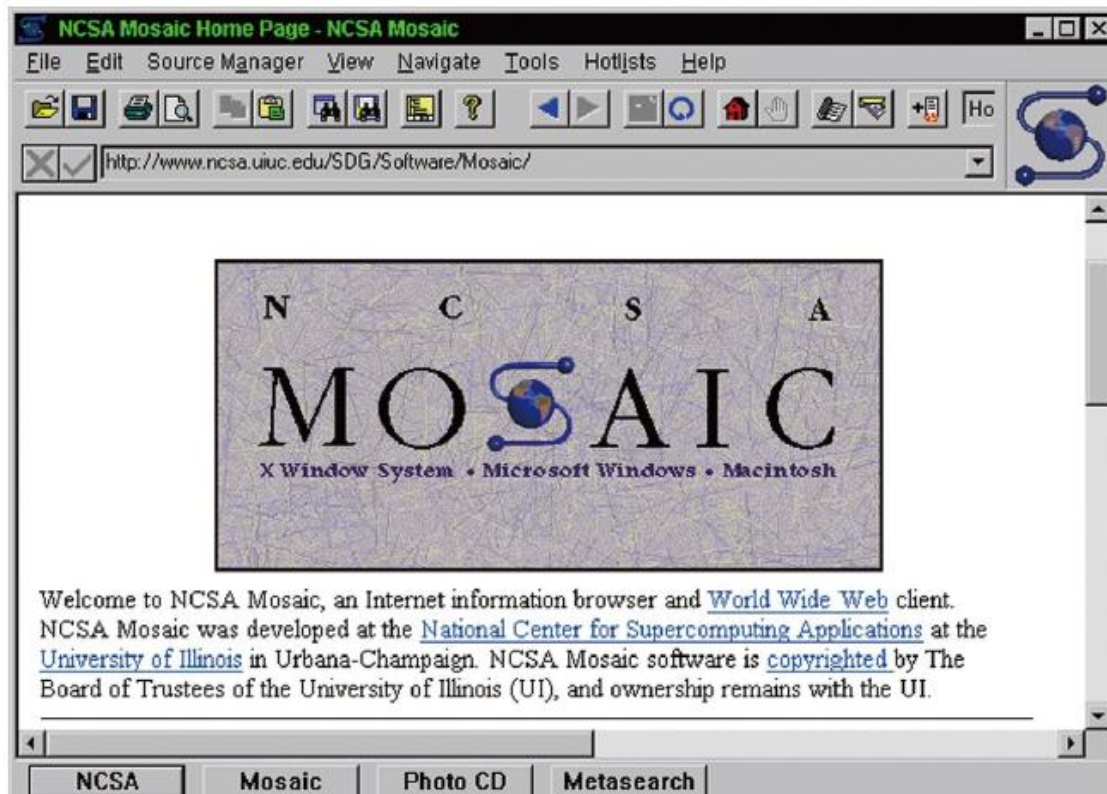 NCSA Mosaic Home Page - NCSA Mosaic
File Edit Source Manager View Navigate Tools Hotlists Help
Ho
http://www.ncsa.uiuc.edu/SDG/Software/Mosaic/
N C S A
MOSAIC
X Window System • Microsoft Windows • Macintosh
Welcome to NCSA Mosaic, an Internet information browser and World Wide Web client.
NCSA Mosaic was developed at the National Center for Supercomputing Applications at the
University of Illinois in Urbana-Champaign. NCSA Mosaic software is copyrighted by The
Board of Trustees of the University of Illinois (UI), and ownership remains with the UI.
NCSA Mosaic Photo CD Metasearch